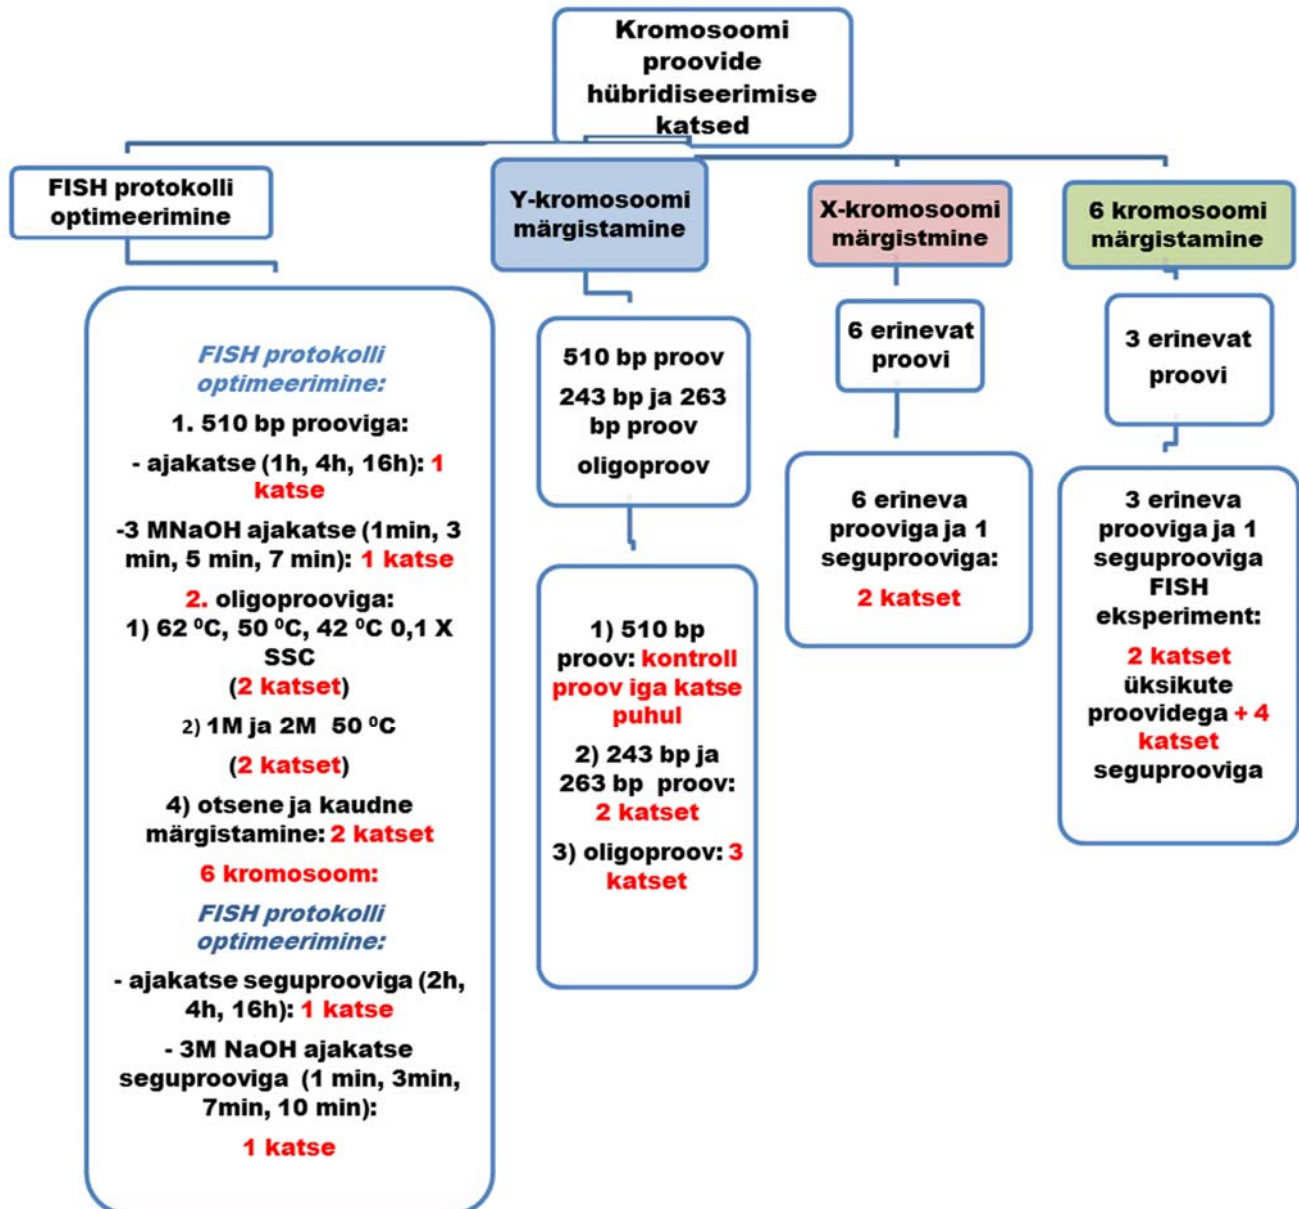 Kromosoomi
proovide
hübridiseerimise
katsed
FISH protokolli
optimeerimine
Y-kromosoomi
märgistamine
X-kromosoomi
märgistmine
6 kromosoomi
märgistamine
FISH protokolli
optimeerimine:
1. 510 bp prooviga:
- ajakatse (1h, 4h, 16h): 1
katse
-3 MNaOH ajakatse (1min, 3
min, 5 min, 7 min): 1 katse
2. oligoprooviga:
1) 62 ⁰C, 50 ⁰C, 42 ⁰C 0,1 X
SSC
(2 katset)
2) 1M ja 2M 50 ⁰C
(2 katset)
4) otsene ja kaudne
märgistamine: 2 katset
6 kromosoom:
FISH protokolli
optimeerimine:
- ajakatse seguprooviga (2h,
4h, 16h): 1 katse
- 3M NaOH ajakatse
seguprooviga (1 min, 3min,
7min, 10 min):
1 katse
510 bp proov
243 bp ja 263
bp proov
oligoproov
1) 510 bp
proov: kontroll
proov iga katse
puhul
2) 243 bp ja
263 bp proov:
2 katset
3) oligoproov: 3
katset
6 erinevat
proovi
6 erineva
prooviga ja 1
seguprooviga:
2 katset
3 erinevat
proovi
3 erineva
prooviga ja 1
seguprooviga
FISH
eksperiment:
2 katset
üksikute
proovidega + 4
katset
seguprooviga